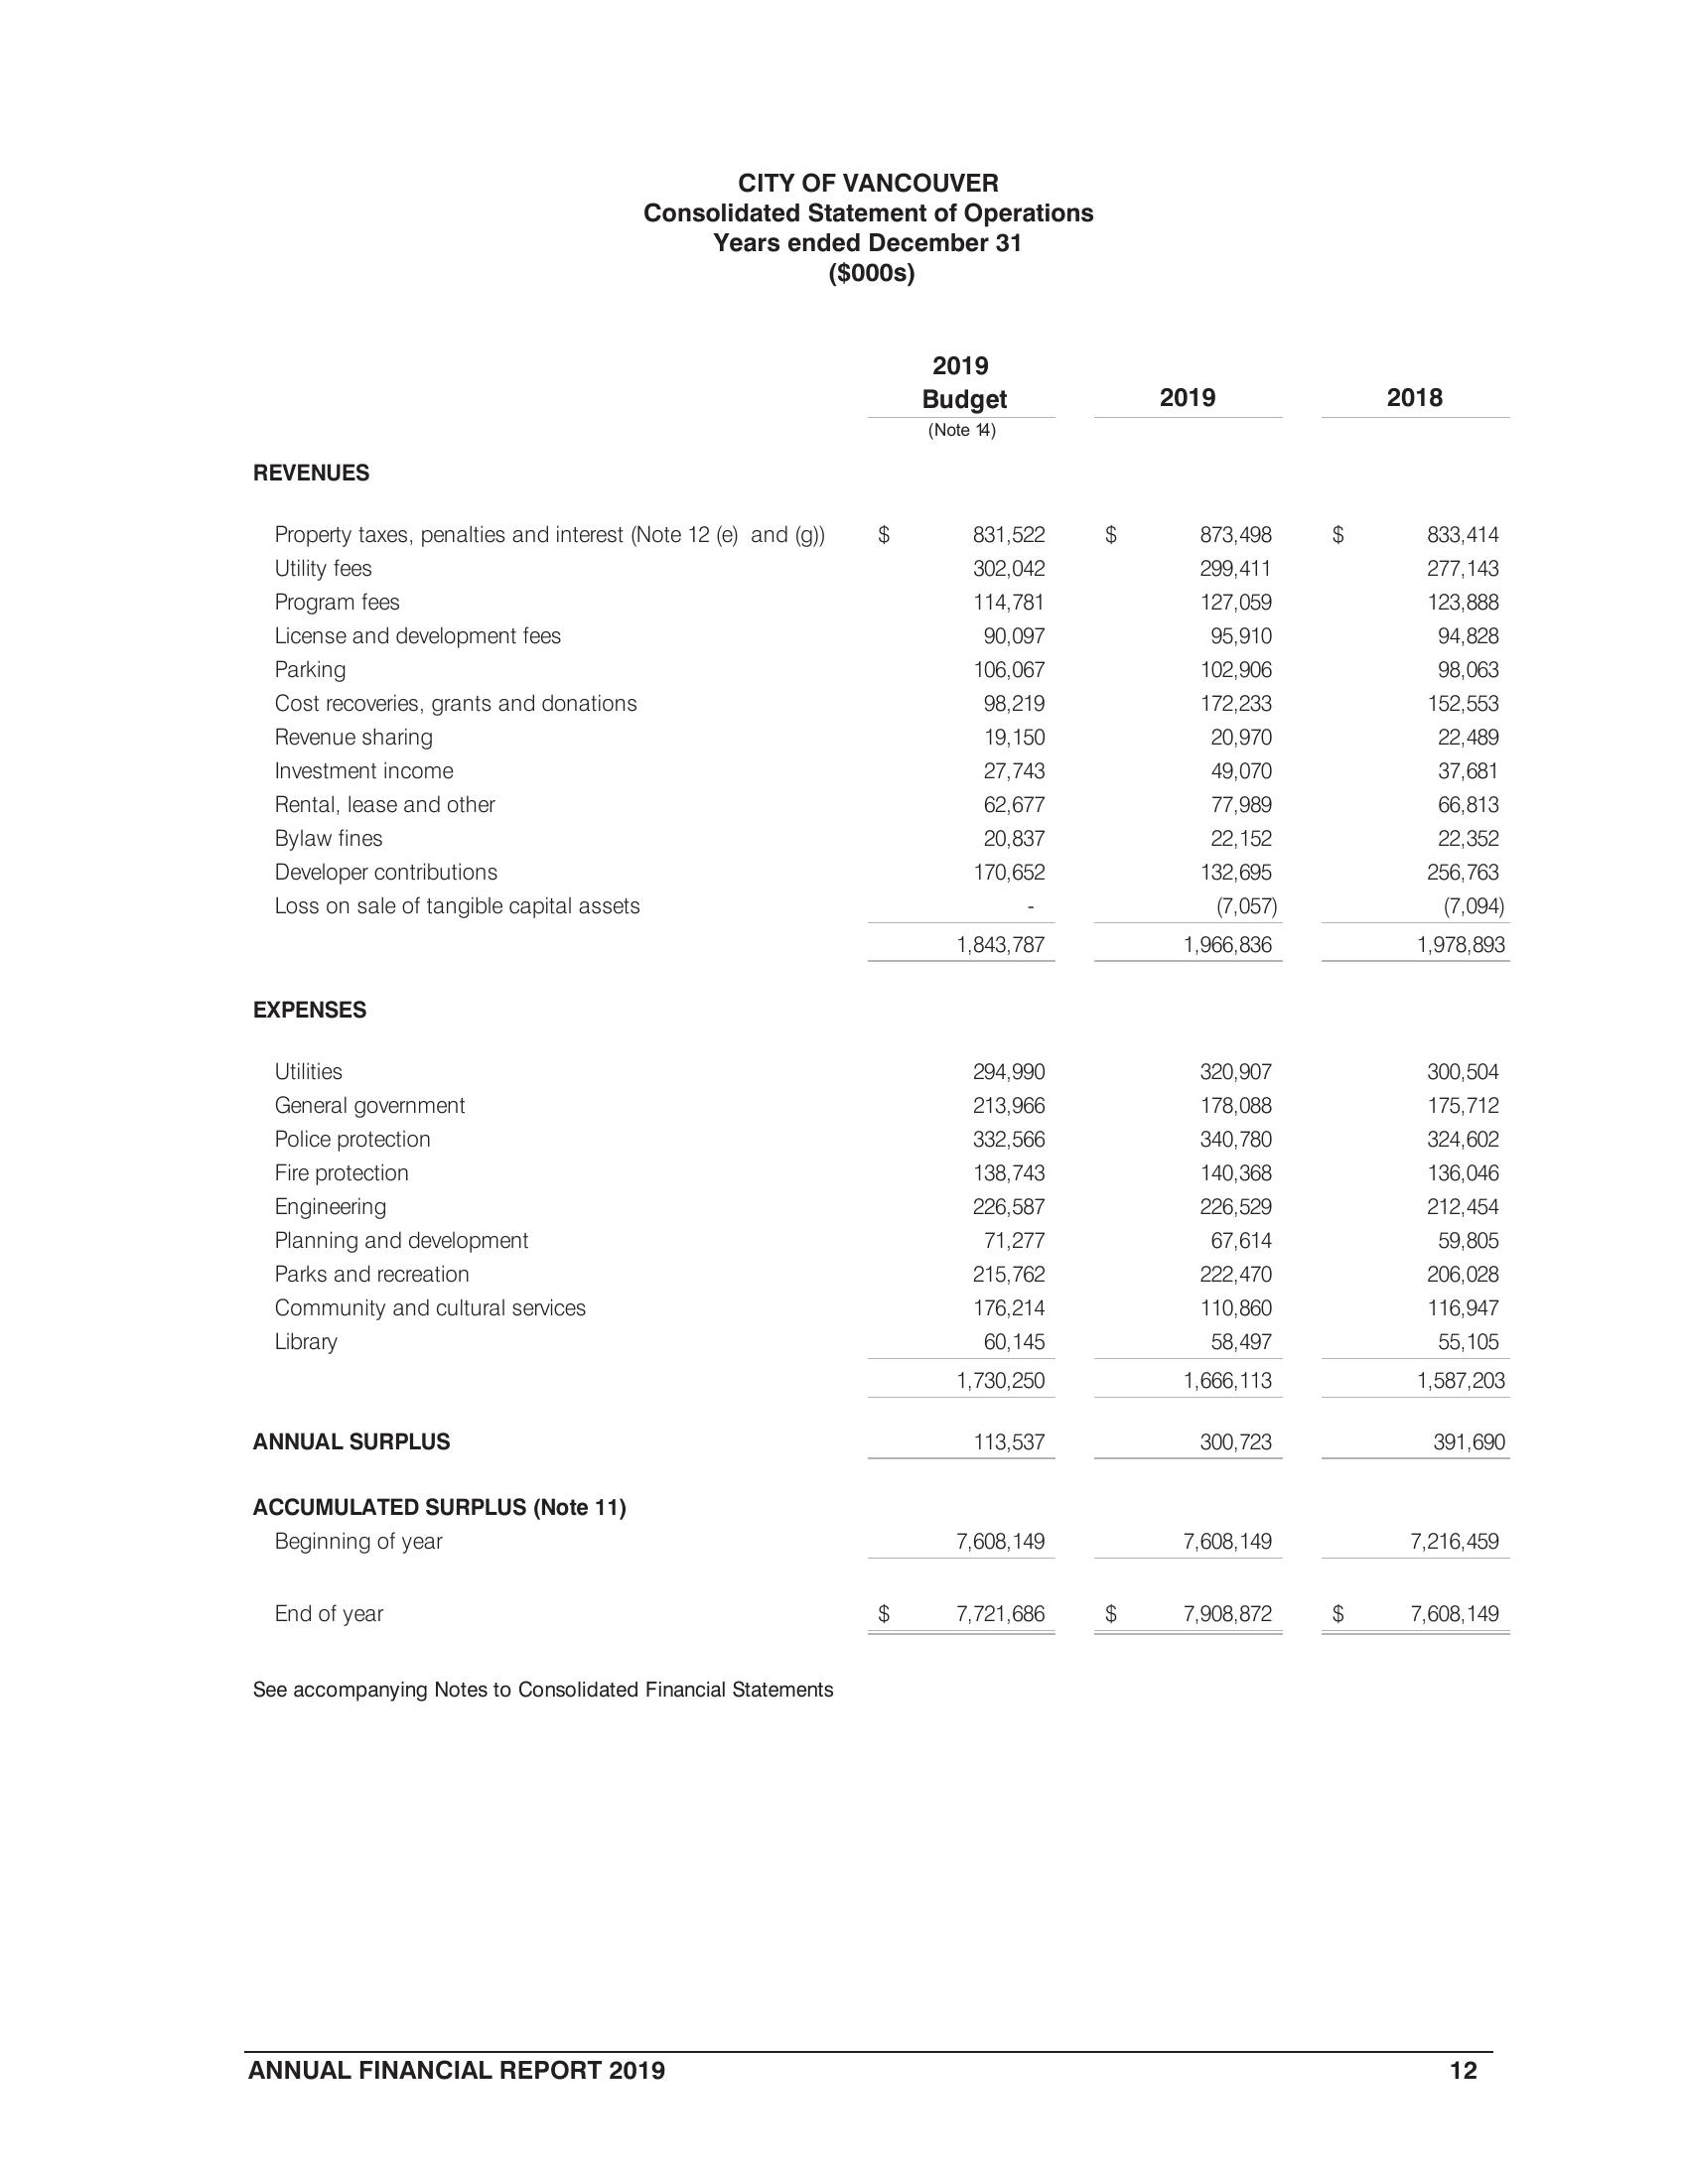 CITY OF VANCOUVER
Consolidated Statement of Operations
Years ended December 31
($000s)
2019
Budget 2019 2018
(Note 14)
REVENUES
Property taxes, penalties and interest (Note 12 (e) and (g)) $ 831,522 $ 873,498 $ 833,414
Utility fees 302,042 299,411 277,143
Program fees 114,781 127,059 123,888
License and development fees 90,097 95,910 94,828
Parking 106,067 102,906 98,063
Cost recoveries, grants and donations 98,219 172,233 152,553
Revenue sharing 19,150 20,970 22,489
Investment income 27,743 49,070 37,681
Rental, lease and other 62,677 77,989 66,813
Bylaw fines 20,837 22,152 22,352
Developer contributions 170,652 132,695 256,763
Loss on sale of tangible capital assets - (7,057) (7,094)
1,843,787 1,966,836 1,978,893
EXPENSES
Utilities 294,990 320,907 300,504
General government 213,966 178,088 175,712
Police protection 332,566 340,780 324,602
Fire protection 138,743 140,368 136,046
Engineering 226,587 226,529 212,454
Planning and development 71,277 67,614 59,805
Parks and recreation 215,762 222,470 206,028
Community and cultural services 176,214 110,860 116,947
Library 60,145 58,497 55,105
1,730,250 1,666,113 1,587,203
ANNUAL SURPLUS 113,537 300,723 391,690
ACCUMULATED SURPLUS (Note 11)
Beginning of year 7,608,149 7,608,149 7,216,459
End of year $ 7,721,686 $ 7,908,872 $ 7,608,149
See accompanying Notes to Consolidated Financial Statements
ANNUAL FINANCIAL REPORT 2019 12